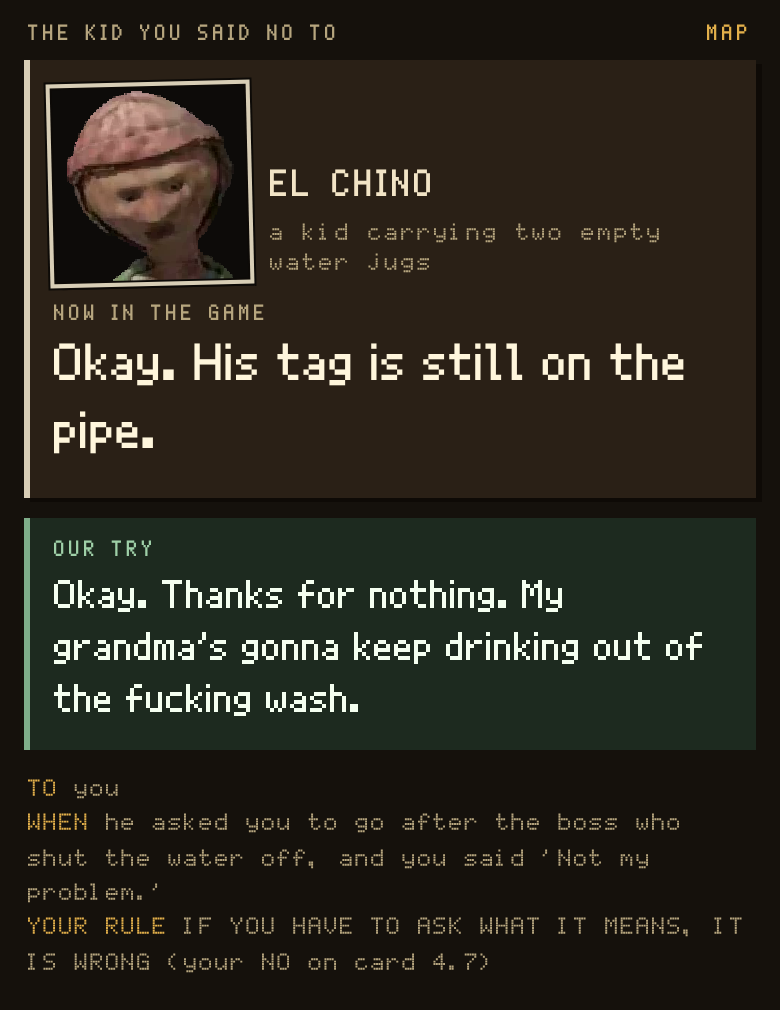 THE KID YOU SAID NO TO
MAP
EL CHINO
a kid carrying two empty
water jugs
NOW IN THE GAME
Okay. His tag is still on the
pipe.
OUR TRY
Okay. Thanks for nothing. My
grandma's gonna keep drinking out of
the fucking wash.
TO you
WHEN he asked you to go after the boss who
shut the water off, and you said 'Not my
problem.'
YOUR RULE IF YOU HAVE TO ASK WHAT IT MEANS, IT
IS WRONG (your NO on card 4.7)